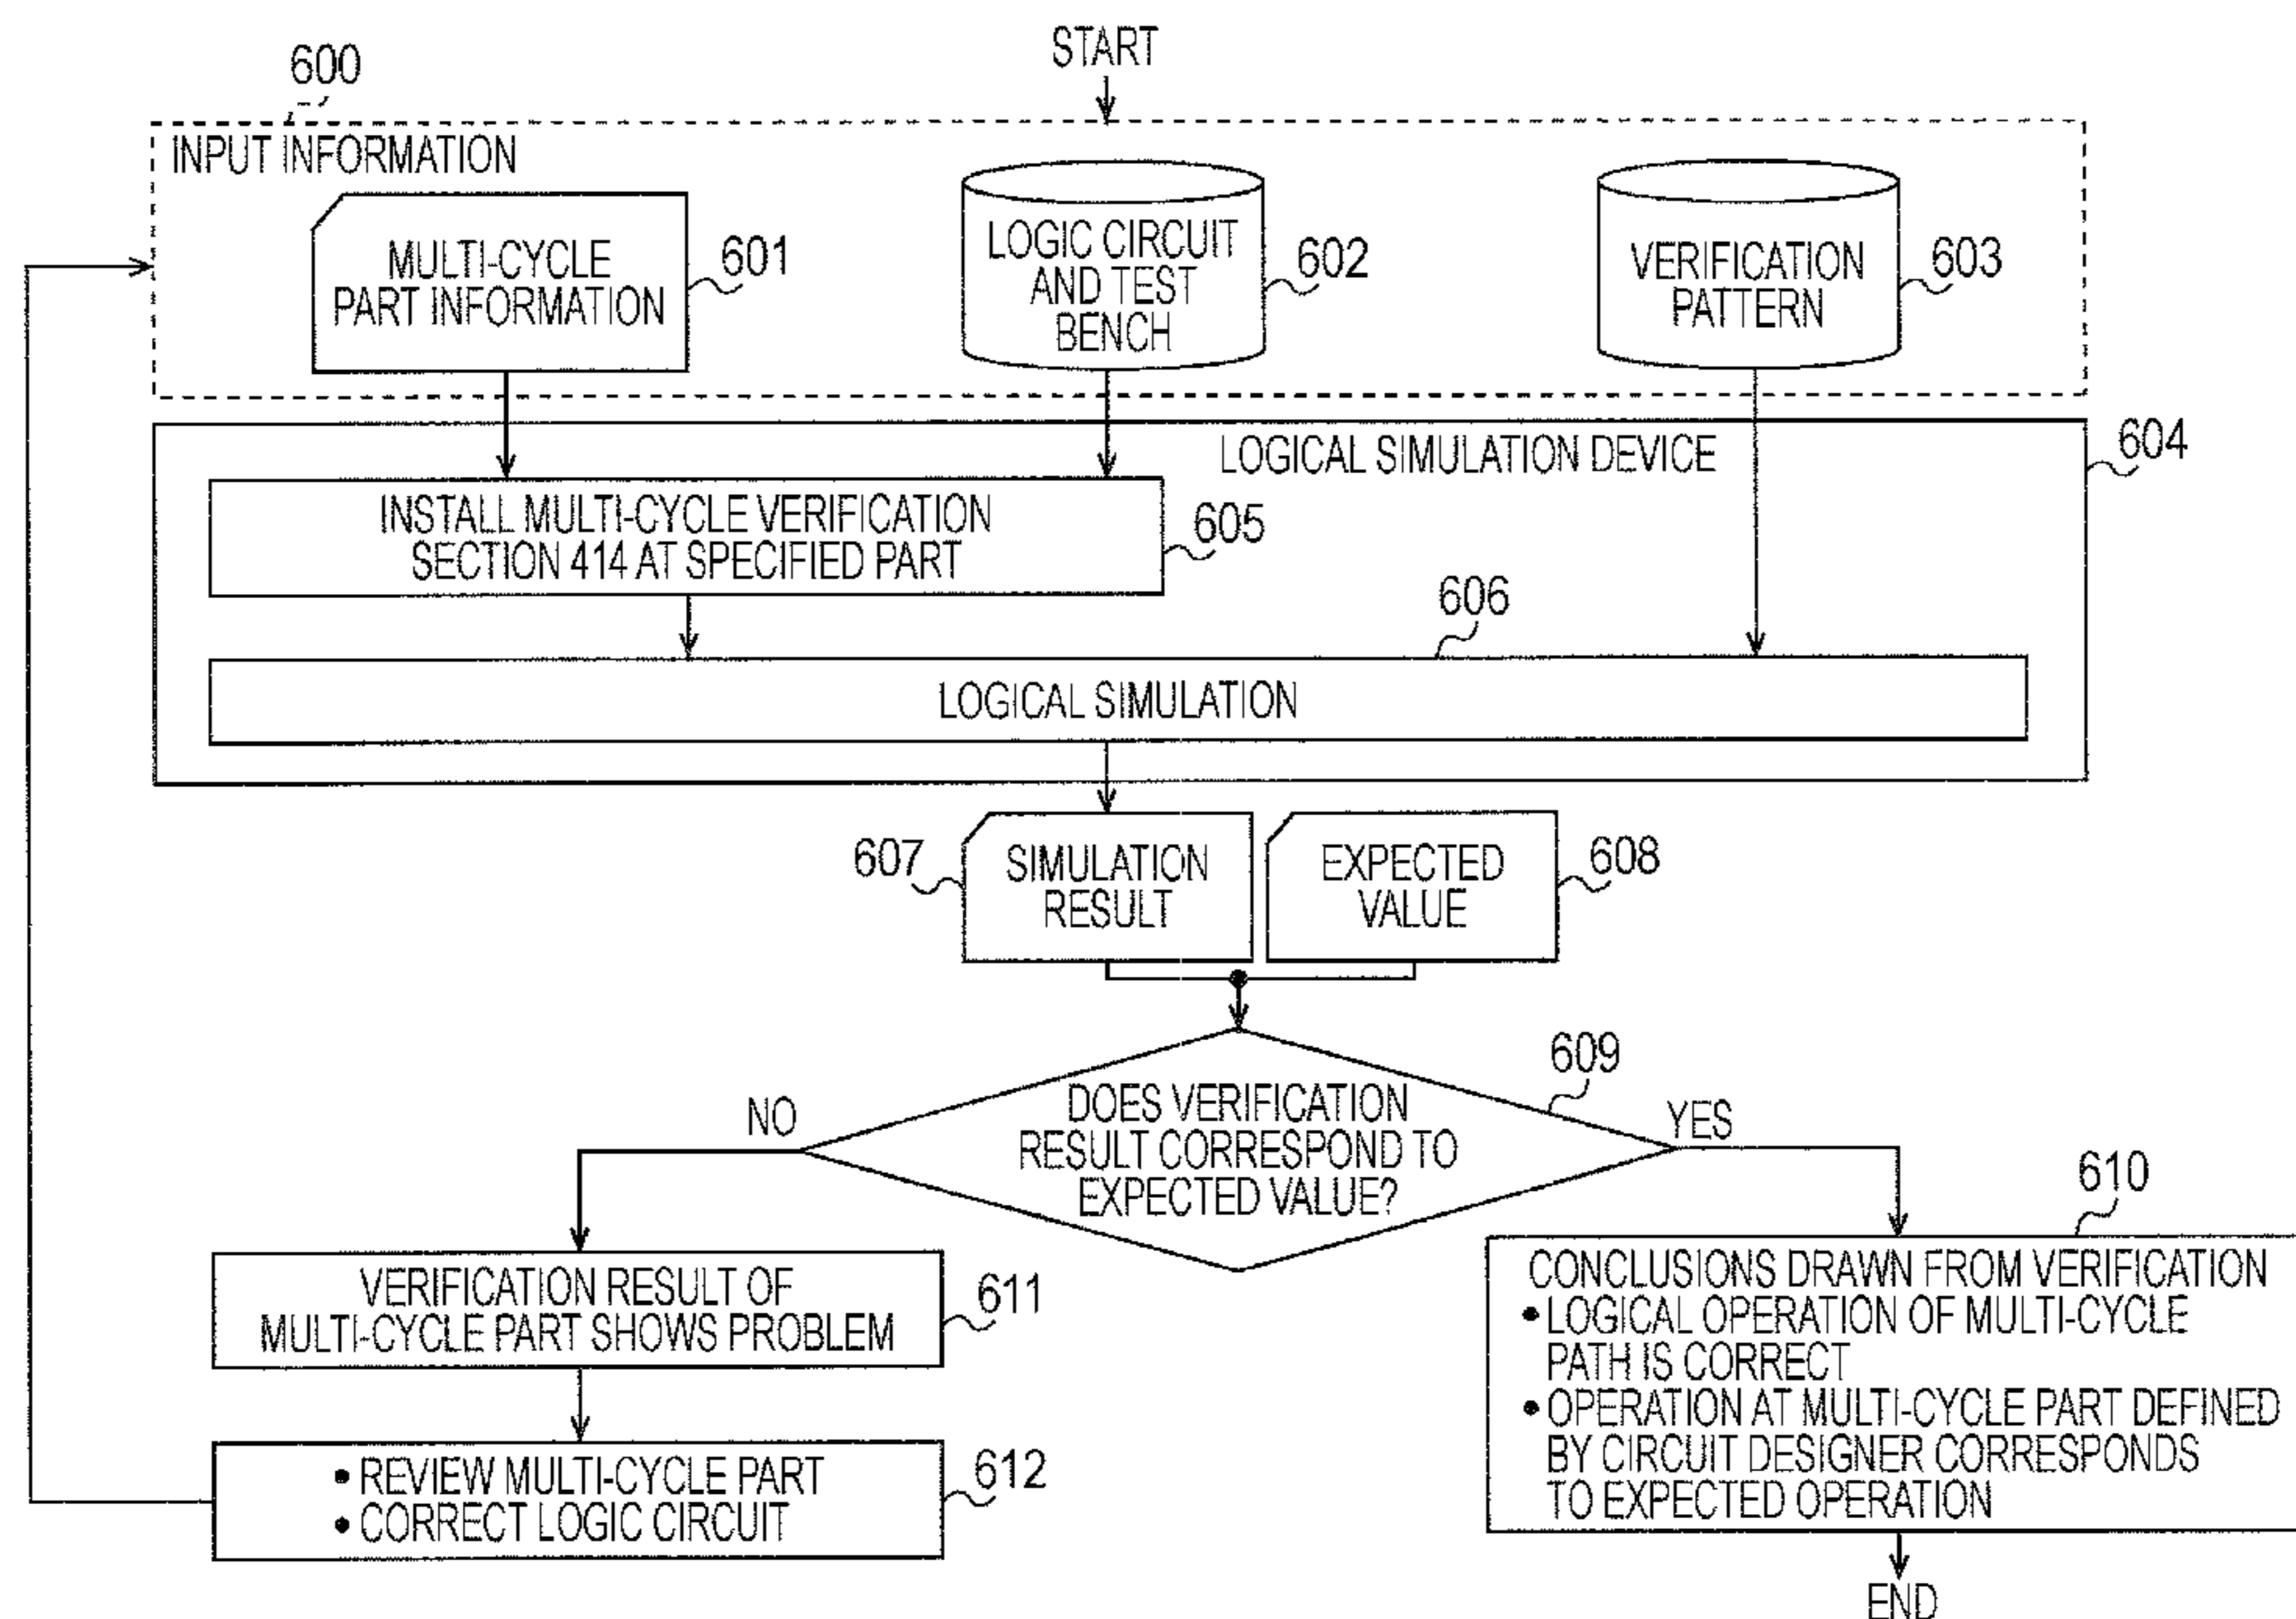 START
600
INPUT INFORMATION
MULTI-CYCLE
PART INFORMATION
601
LOGIC CIRCUIT
AND TEST
BENCH
602
VERIFICATION
PATTERN
603
LOGICAL SIMULATION DEVICE
604
INSTALL MULTI-CYCLE VERIFICATION
SECTION 414 AT SPECIFIED PART
605
606
LOGICAL SIMULATION
607
SIMULATION
RESULT
EXPECTED
VALUE
608
609
DOES VERIFICATION
RESULT CORRESPOND TO
EXPECTED VALUE?
NO
YES
610
VERIFICATION RESULT OF
MULTI-CYCLE PART SHOWS PROBLEM
611
• REVIEW MULTI-CYCLE PART
• CORRECT LOGIC CIRCUIT
612
CONCLUSIONS DRAWN FROM VERIFICATION
• LOGICAL OPERATION OF MULTI-CYCLE
PATH IS CORRECT
• OPERATION AT MULTI-CYCLE PART DEFINED
BY CIRCUIT DESIGNER CORRESPONDS
TO EXPECTED OPERATION
END